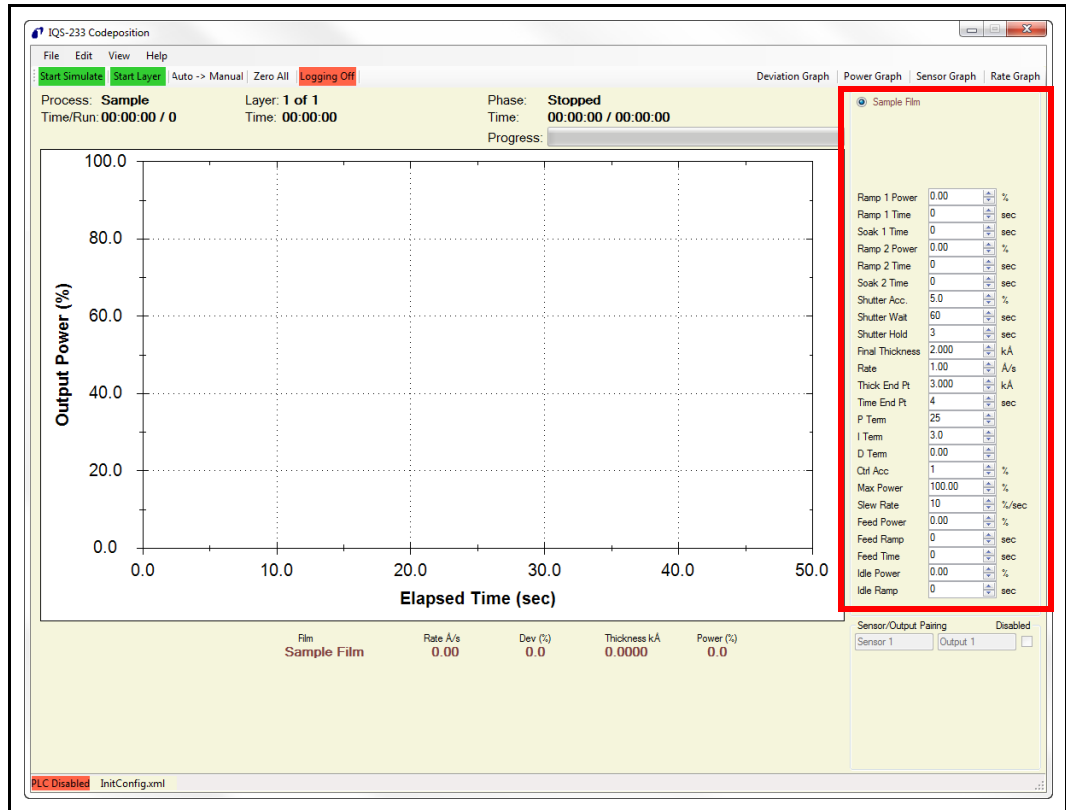 IQS-233 Codeposition
File Edit View Help
Start Simulate Start Layer Auto -> Manual Zero All Logging Off Deviation Graph Power Graph Sensor Graph Rate Graph
Process: Sample Layer: 1 of 1 Phase: Stopped
Time/Run: 00:00:00 / 0 Time: 00:00:00 Time: 00:00:00 / 00:00:00
Progress:
Sample Film
100.0
80.0
60.0
40.0
20.0
0.0
Output Power (%)
0.0 10.0 20.0 30.0 40.0 50.0
Elapsed Time (sec)
Ramp 1 Power 0.00 %
Ramp 1 Time 0 sec
Soak 1 Time 0 sec
Ramp 2 Power 0.00 %
Ramp 2 Time 0 sec
Soak 2 Time 0 sec
Shutter Acc. 5.0 %
Shutter Wait 60 sec
Shutter Hold 3 sec
Final Thickness 2.000 kÅ
Rate 1.00 Å/s
Thick End Pt 3.000 kÅ
Time End Pt 4 sec
P Term 25
I Term 3.0
D Term 0.00
Ctrl Acc 1 %
Max Power 100.00 %
Slew Rate 10 %/sec
Feed Power 0.00 %
Feed Ramp 0 sec
Feed Time 0 sec
Idle Power 0.00 %
Idle Ramp 0 sec
Film Rate Å/s Dev (%) Thickness kÅ Power (%)
Sample Film 0.00 0.0 0.0000 0.0
Sensor/Output Pairing Disabled
Sensor 1 Output 1
PLC Disabled InitConfig.xml